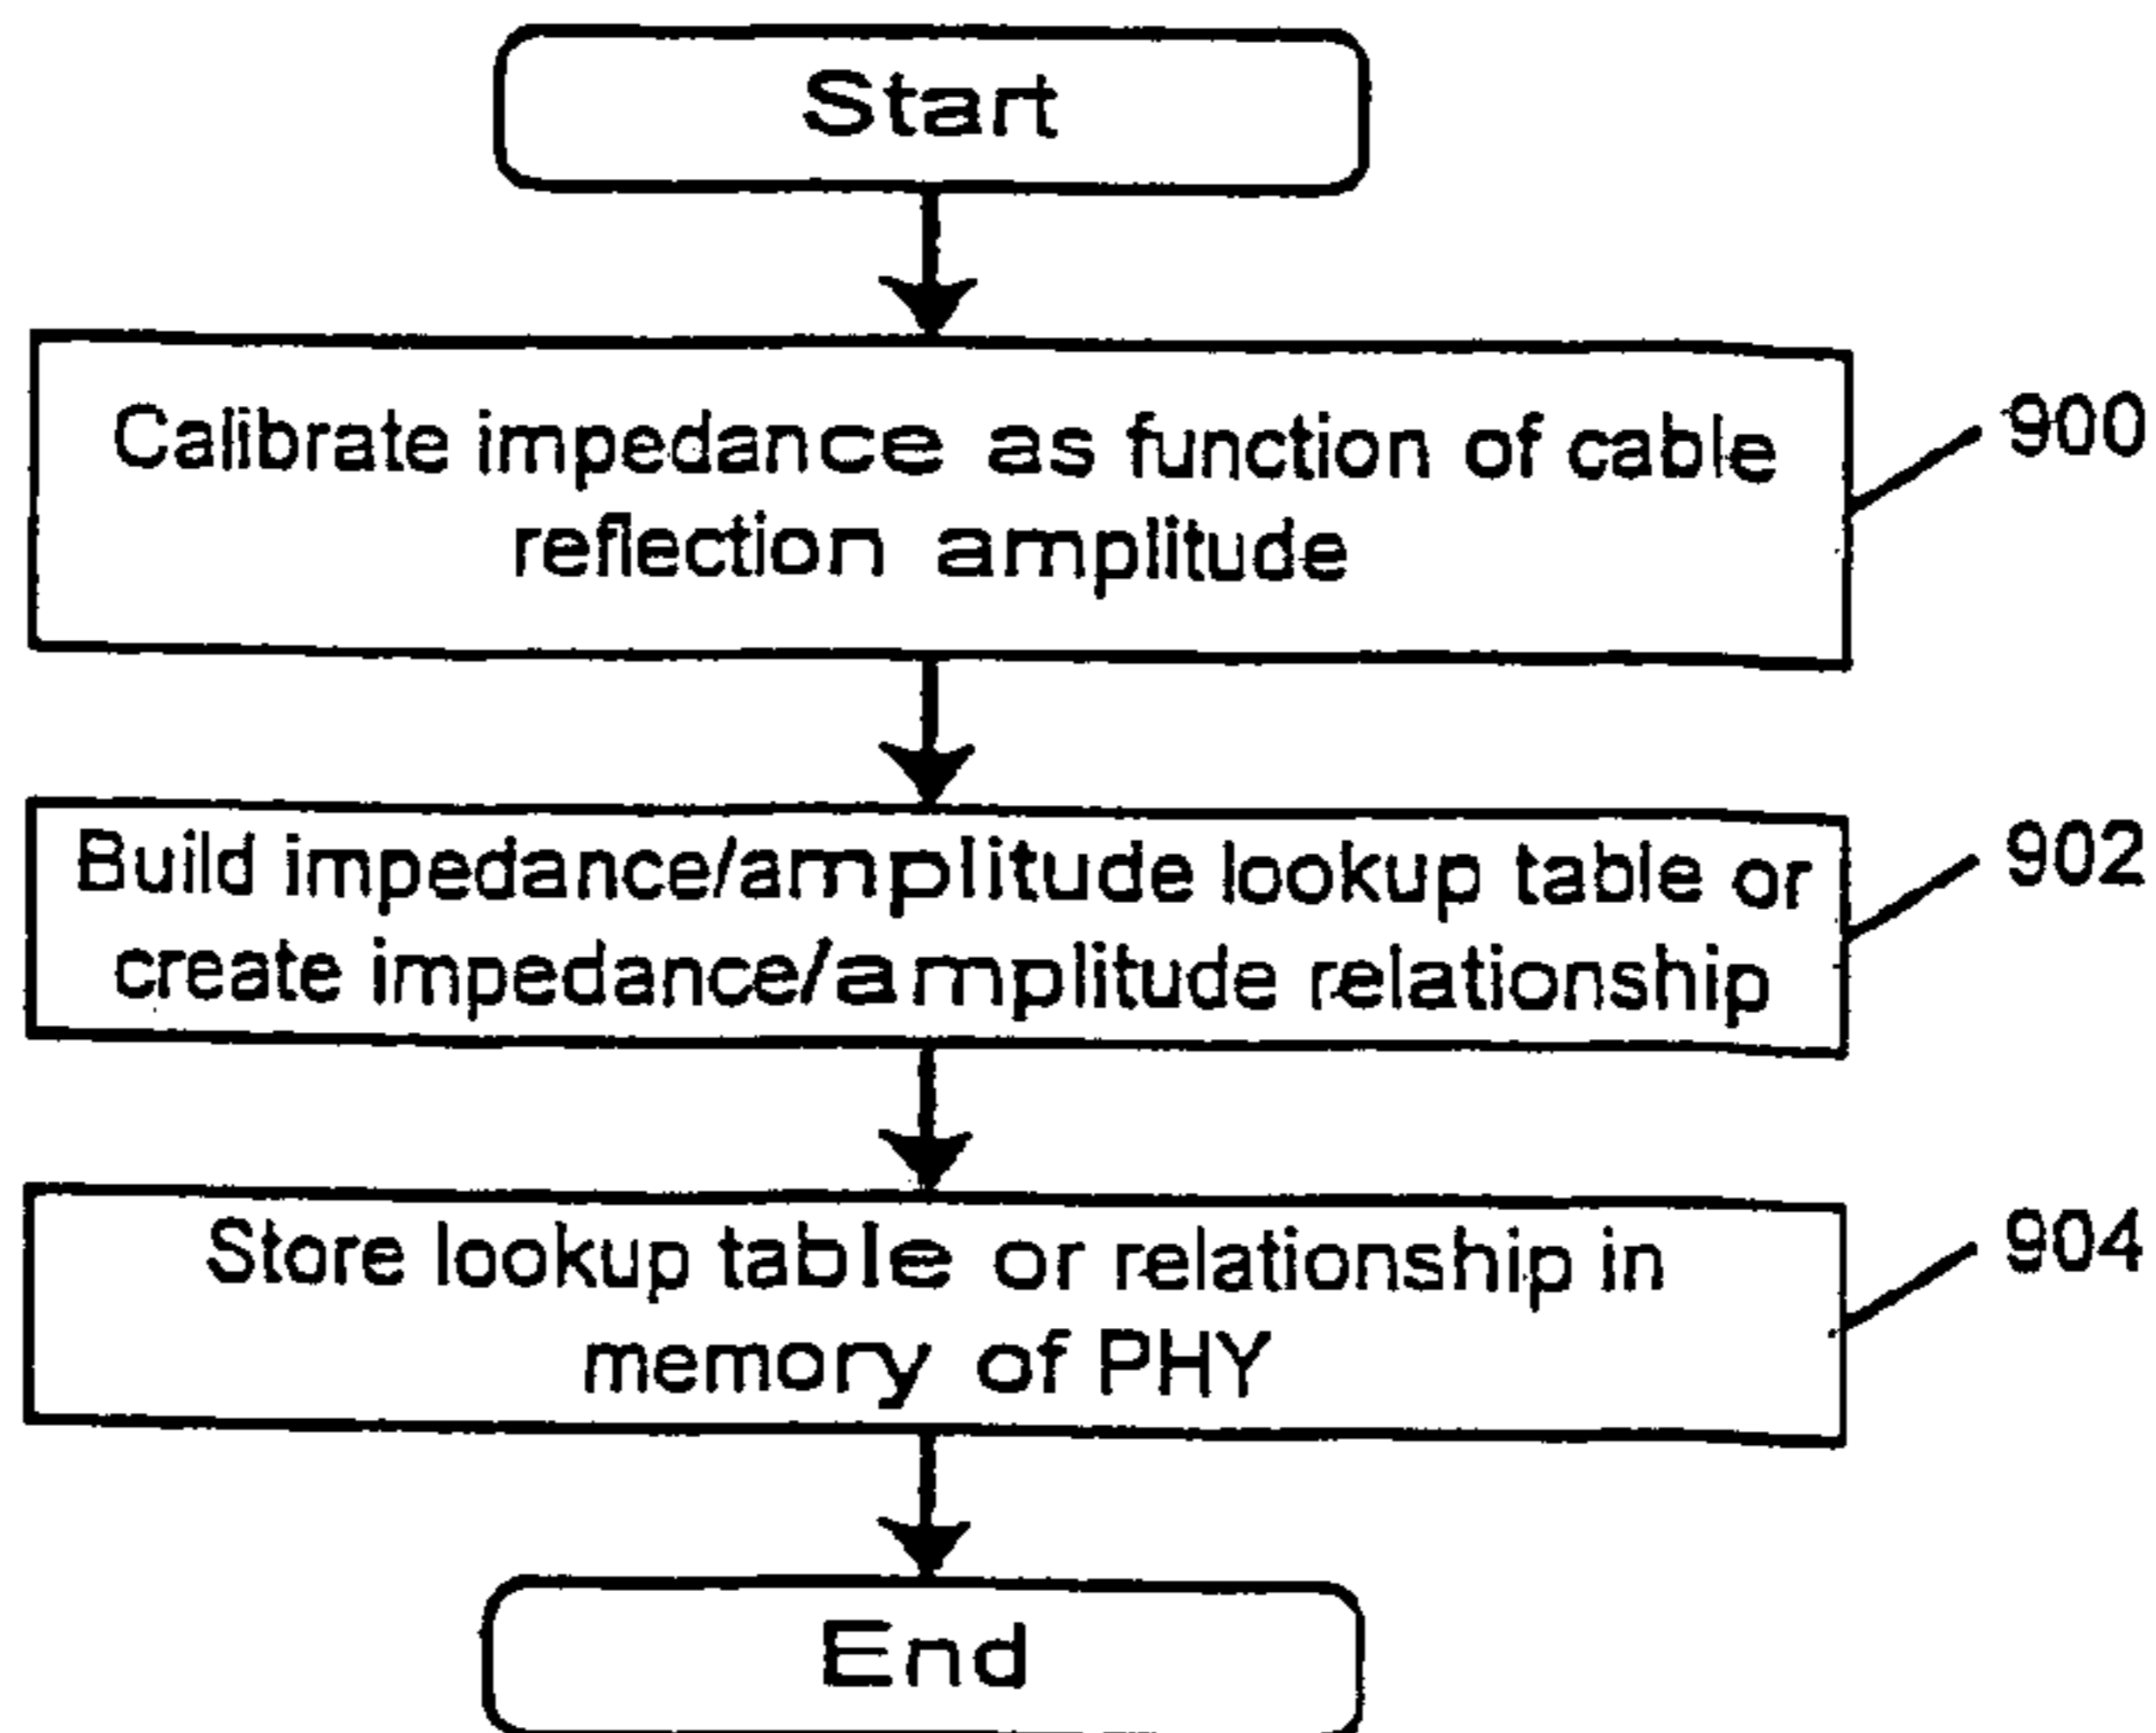 Start
Calibrate impedance as function of cable
reflection amplitude
900
Build impedance/amplitude lookup table or
create impedance/amplitude relationship
902
Store lookup table or relationship in
memory of PHY
904
End